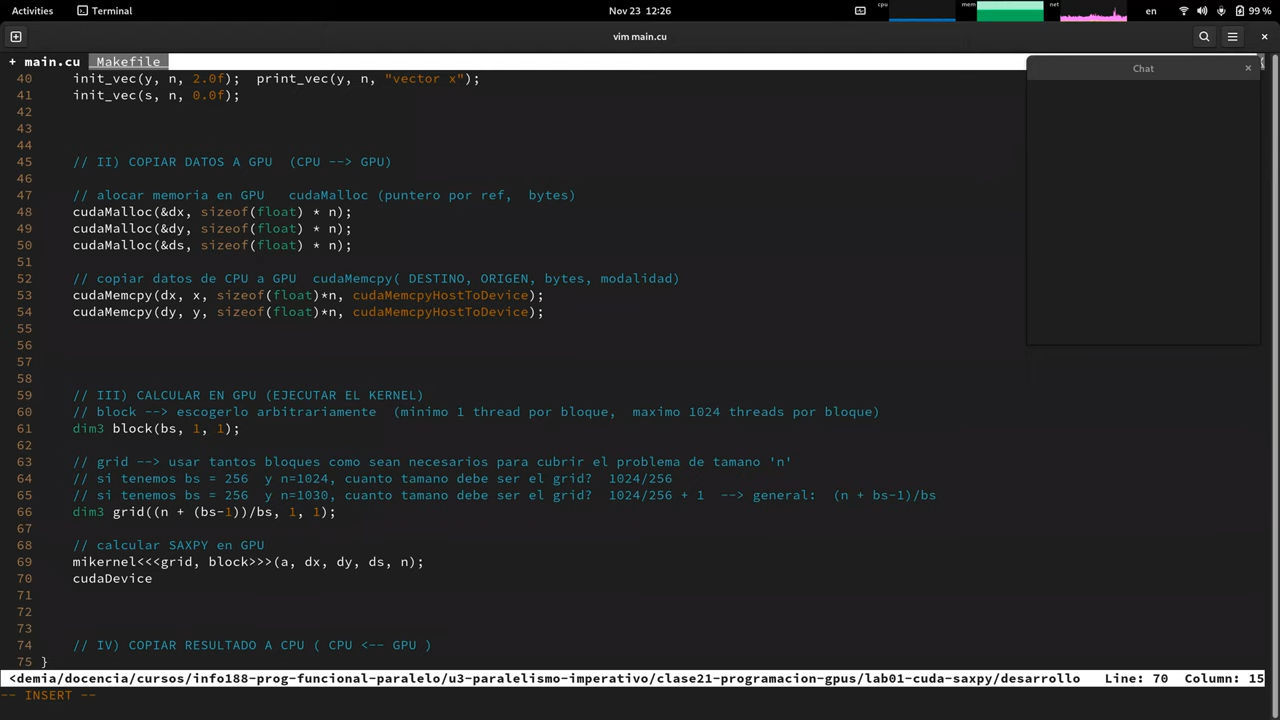 Activities Terminal Nov 23 12:26 cpu mem net en 99 %
vim main.cu
+ main.cu Makefile
Chat ×
40 init_vec(y, n, 2.0f); print_vec(y, n, "vector x");
41 init_vec(s, n, 0.0f);
42
43
44
45 // II) COPIAR DATOS A GPU (CPU --> GPU)
46
47 // alocar memoria en GPU cudaMalloc (puntero por ref, bytes)
48 cudaMalloc(&dx, sizeof(float) * n);
49 cudaMalloc(&dy, sizeof(float) * n);
50 cudaMalloc(&ds, sizeof(float) * n);
51
52 // copiar datos de CPU a GPU cudaMemcpy( DESTINO, ORIGEN, bytes, modalidad)
53 cudaMemcpy(dx, x, sizeof(float)*n, cudaMemcpyHostToDevice);
54 cudaMemcpy(dy, y, sizeof(float)*n, cudaMemcpyHostToDevice);
55
56
57
58
59 // III) CALCULAR EN GPU (EJECUTAR EL KERNEL)
60 // block --> escogerlo arbitrariamente (minimo 1 thread por bloque, maximo 1024 threads por bloque)
61 dim3 block(bs, 1, 1);
62
63 // grid --> usar tantos bloques como sean necesarios para cubrir el problema de tamano 'n'
64 // si tenemos bs = 256 y n=1024, cuanto tamano debe ser el grid? 1024/256
65 // si tenemos bs = 256 y n=1030, cuanto tamano debe ser el grid? 1024/256 + 1 --> general: (n + bs-1)/bs
66 dim3 grid((n + (bs-1))/bs, 1, 1);
67
68 // calcular SAXPY en GPU
69 mikernel<<<grid, block>>>(a, dx, dy, ds, n);
70 cudaDevice
71
72
73
74 // IV) COPIAR RESULTADO A CPU ( CPU <-- GPU )
75 }
<demia/docencia/cursos/info188-prog-funcional-paralelo/u3-paralelismo-imperativo/clase21-programacion-gpus/lab01-cuda-saxpy/desarrollo Line: 70 Column: 15
-- INSERT --